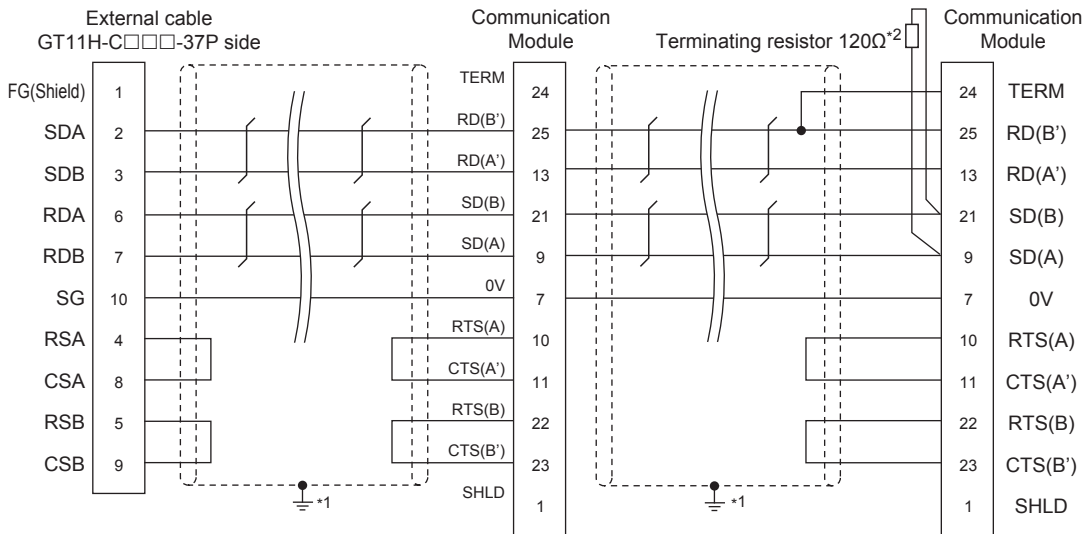 External cable
GT11H-C□□□-37P side
Communication
Module
Terminating resistor 120Ω*2
Communication
Module
FG(Shield) 1 TERM 24 24 TERM
SDA 2 RD(B') 25 25 RD(B')
SDB 3 RD(A') 13 13 RD(A')
RDA 6 SD(B) 21 21 SD(B)
RDB 7 SD(A) 9 9 SD(A)
SG 10 0V 7 7 0V
RSA 4 RTS(A) 10 10 RTS(A)
CSA 8 CTS(A') 11 11 CTS(A')
RSB 5 RTS(B) 22 22 RTS(B)
CSB 9 CTS(B') 23 23 CTS(B')
*1 SHLD 1 *1 1 SHLD